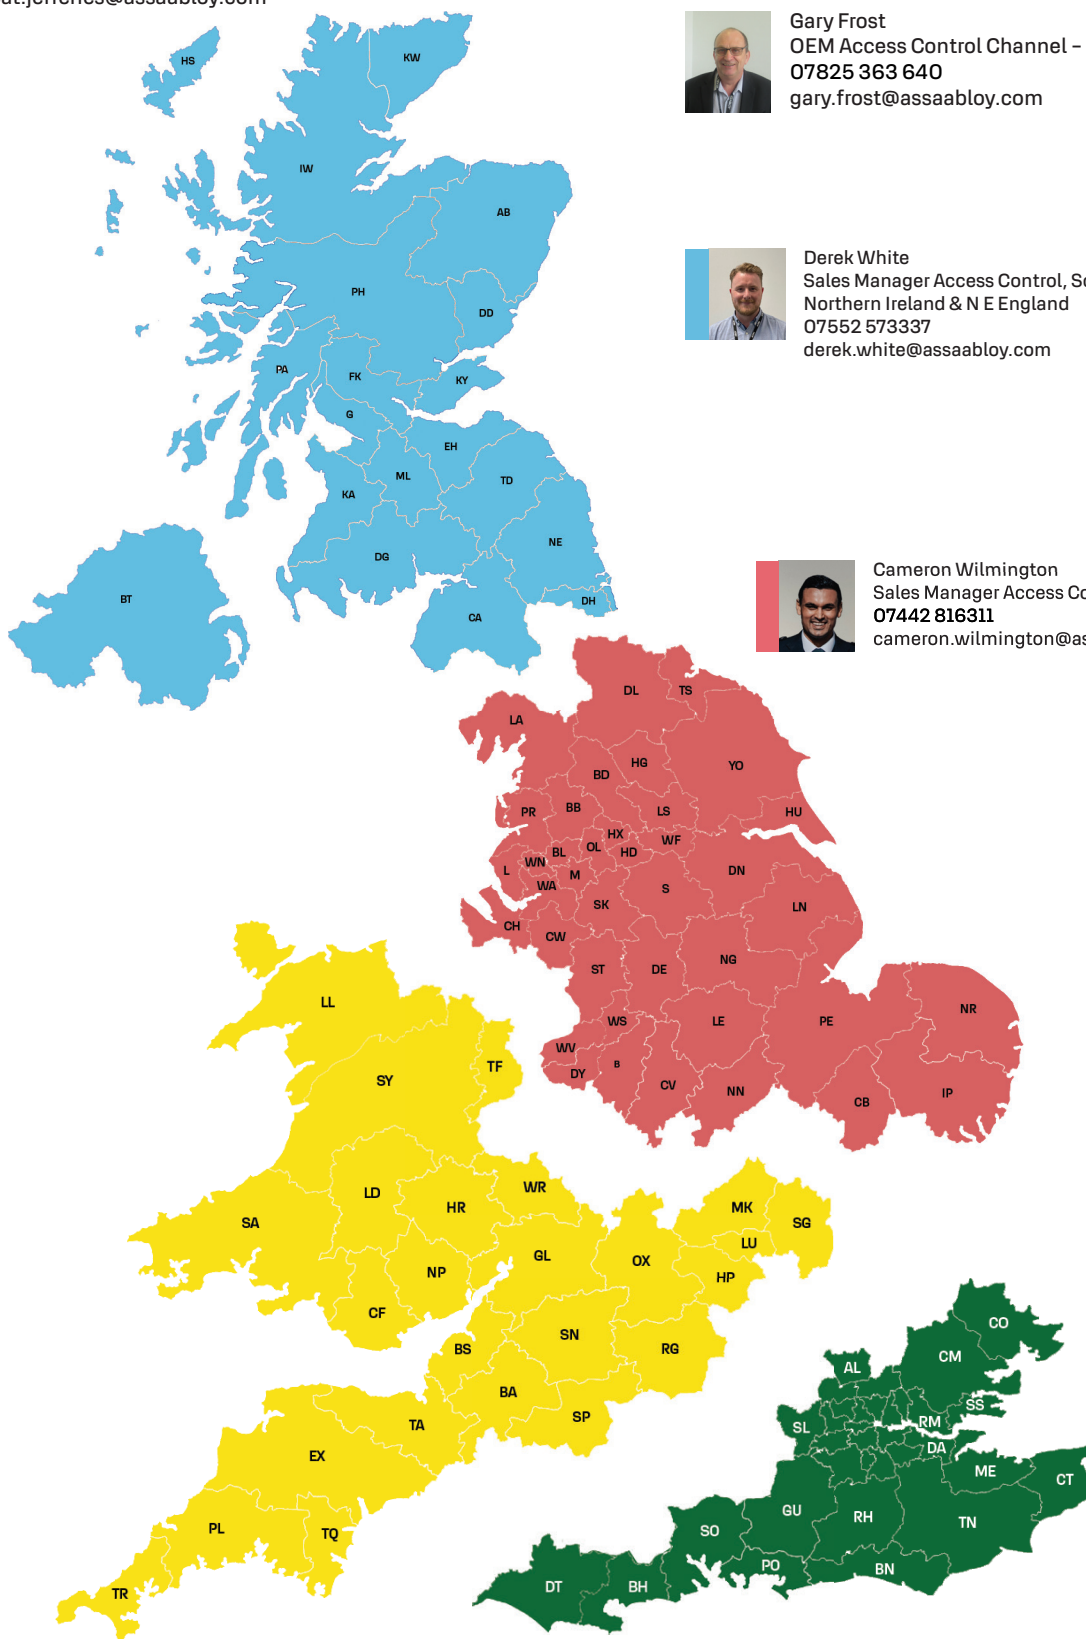 Gary Frost
OEM Access Control Channel -
07825 363 640
gary.frost@assaabloy.com
HS
KW
IW
AB
Derek White
Sales Manager Access Control,
Northern Ireland & N E England
07552 573337
derek.white@assaabloy.com
PH
DD
PA
FK
KY
G
EH
ML
TD
KA
NE
DG
BT
DH
CA
Cameron Wilmington
Sales Manager Access
07442 816311
DL
TS
LA
HG
YO
BD
PR
BB
LS
HU
HX
WF
OL
BL
HD
WN
L
M
WA
DN
S
SK
LN
CH
CW
NG
ST
DE
NR
WS
LE
PE
WV
B
DY
CV
NN
CB
IP
LL
TF
SY
WR
LD
HR
MK
SA
SG
LU
GL
OX
NP
HP
CF
SN
BS
RG
BA
SP
TA
EX
PL
TQ
TR
CO
CM
AL
SS
RM
SL
DA
ME
CT
GU
RH
TN
SO
PO
BN
DT
BH